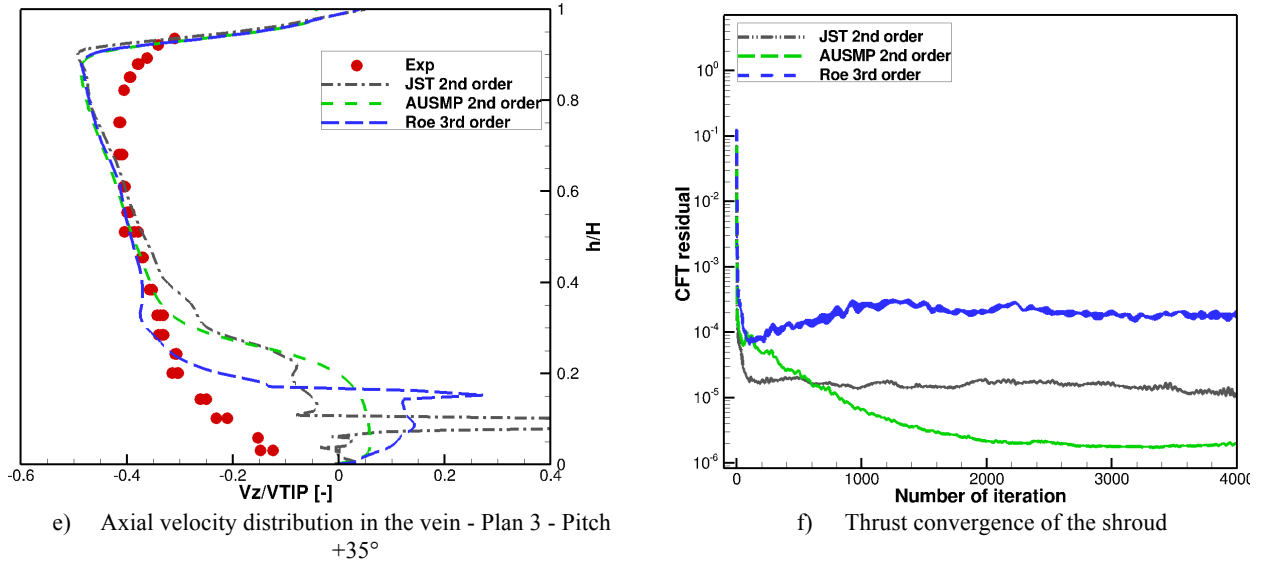 1
0.8
0.6
0.4
0.2
0
h/H
Exp
JST 2nd order
AUSMP 2nd order
Roe 3rd order
-0.6 -0.4 -0.2 0 0.2 0.4
Vz/VTIP [-]
e) Axial velocity distribution in the vein - Plan 3 - Pitch
+35°
JST 2nd order
AUSMP 2nd order
Roe 3rd order
10^0
10^-1
10^-2
10^-3
10^-4
10^-5
10^-6
CFT residual
0 1000 2000 3000 4000
Number of iteration
f) Thrust convergence of the shroud